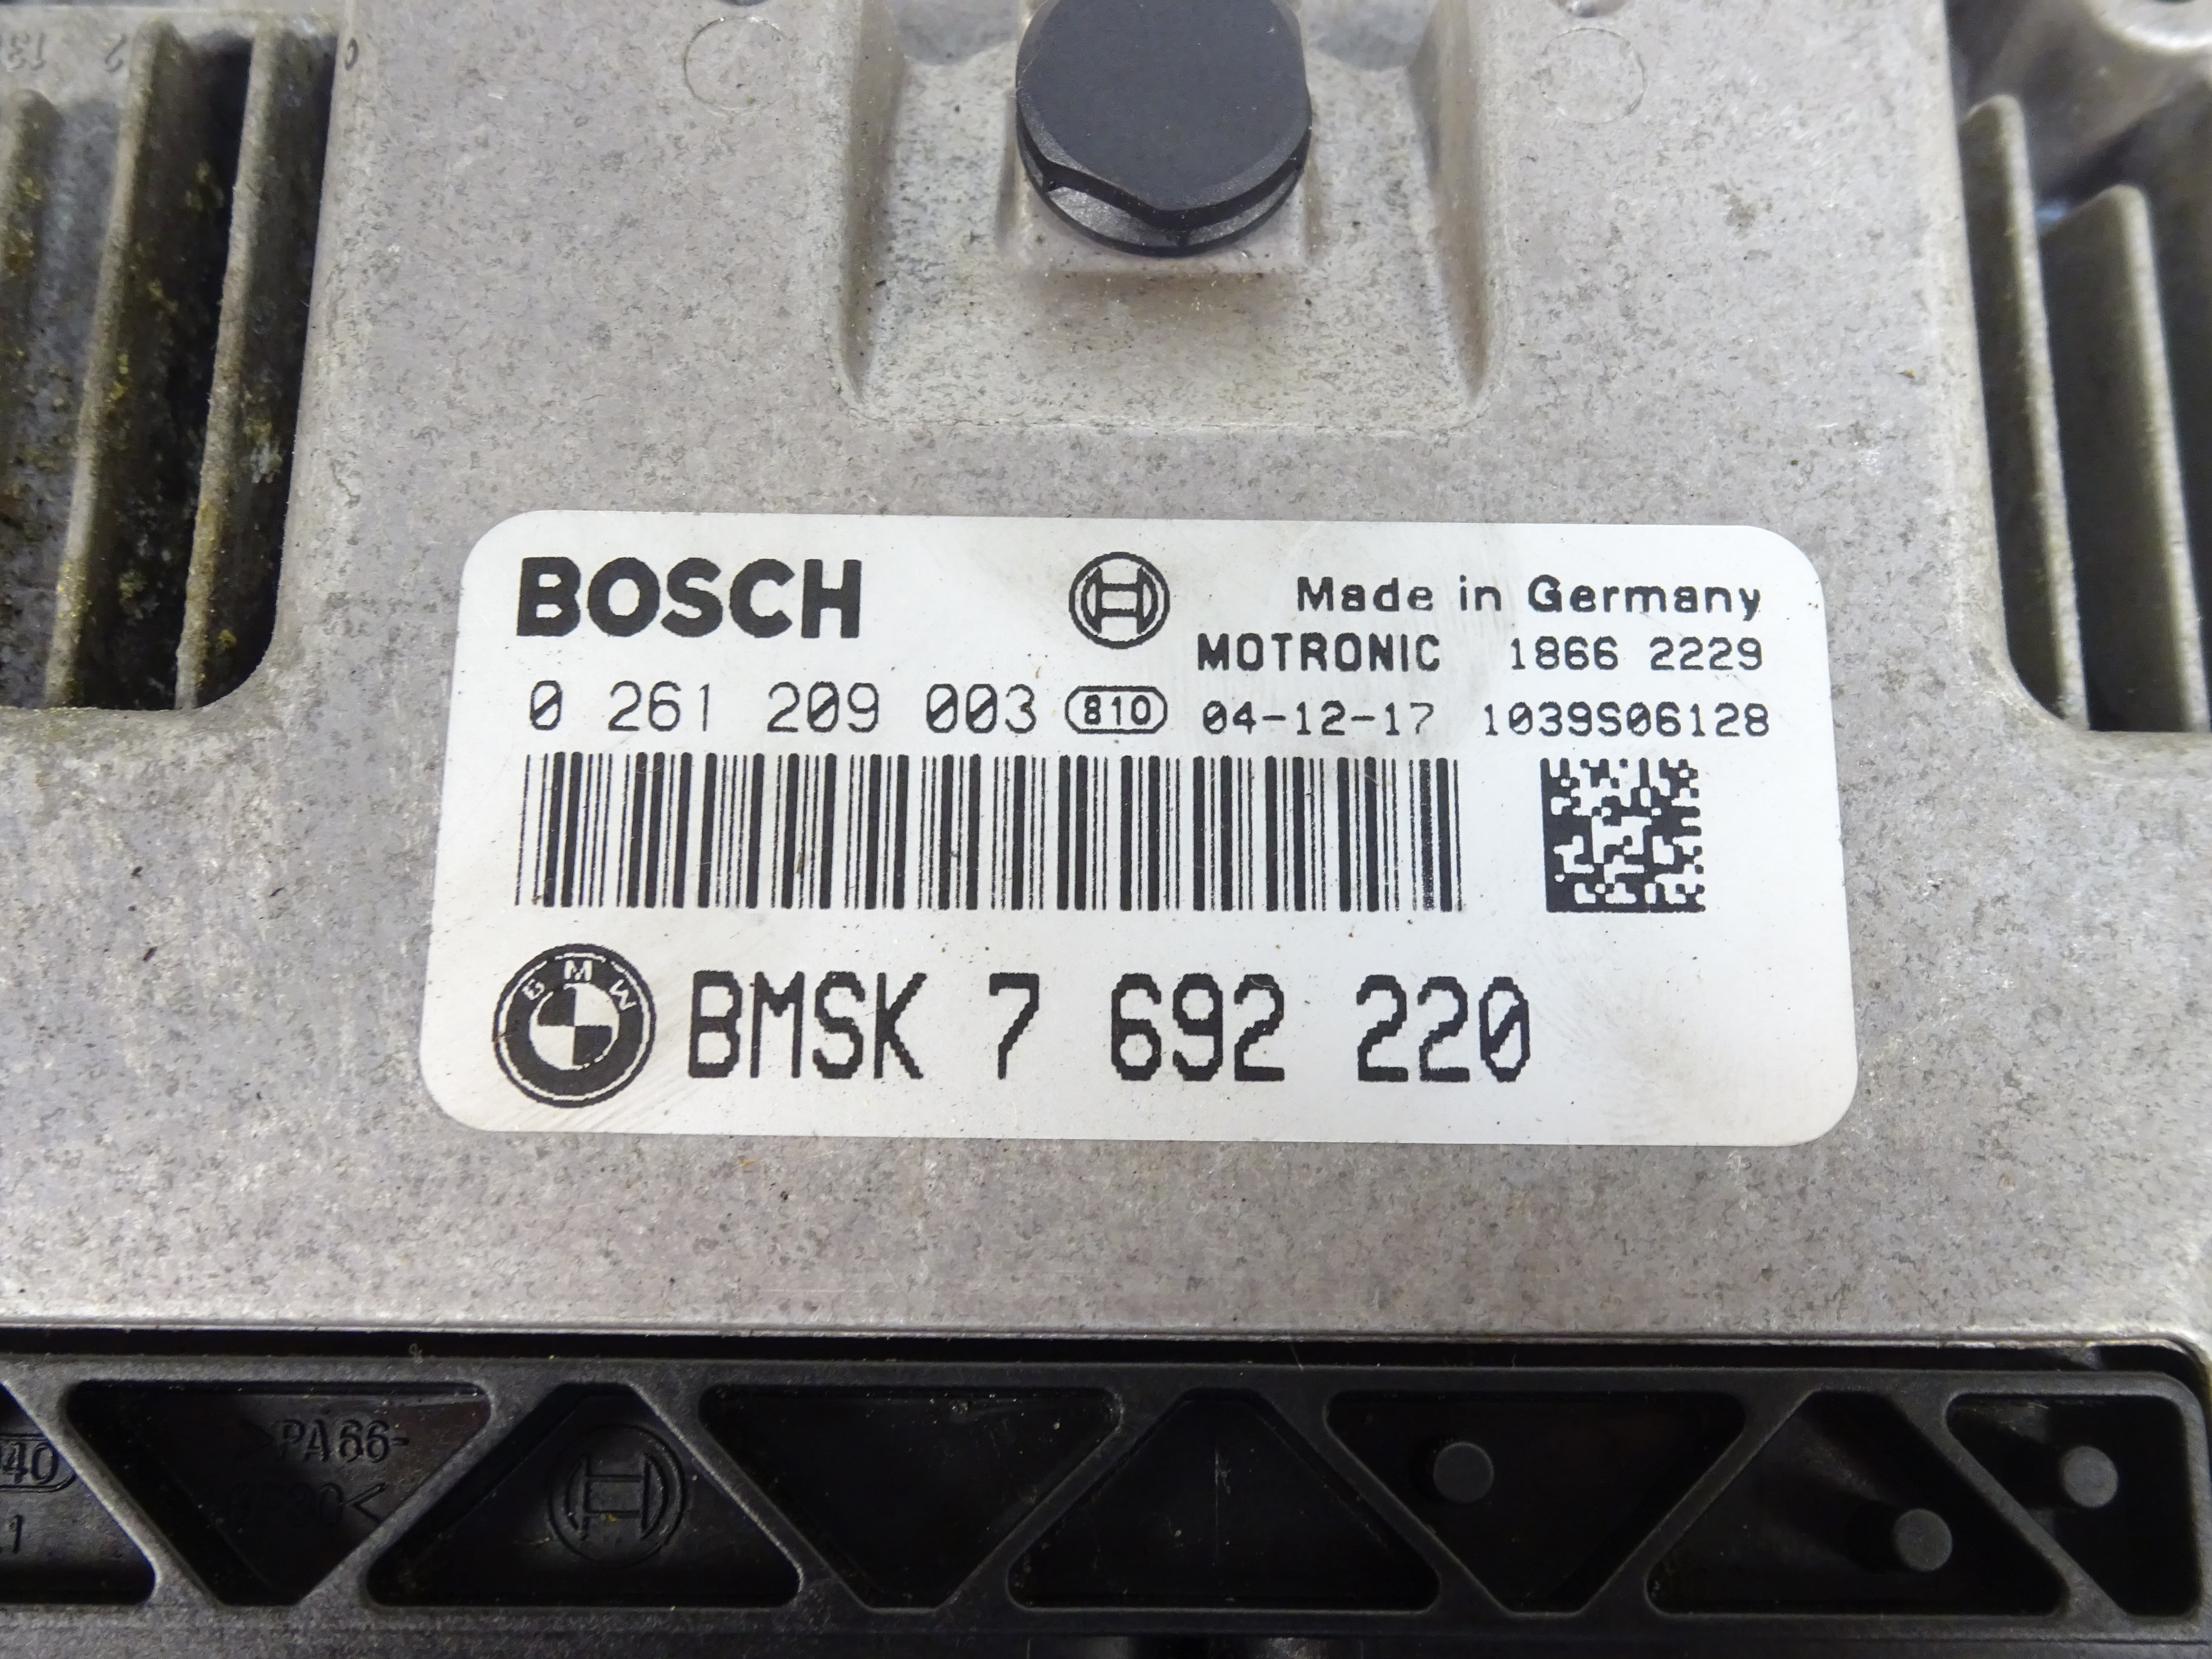 BOSCH
Made in Germany
MOTRONIC 1866 2229
0 261 209 003 810 04-12-17 1039S06128
BMW BMSK 7 692 220
>PA66-